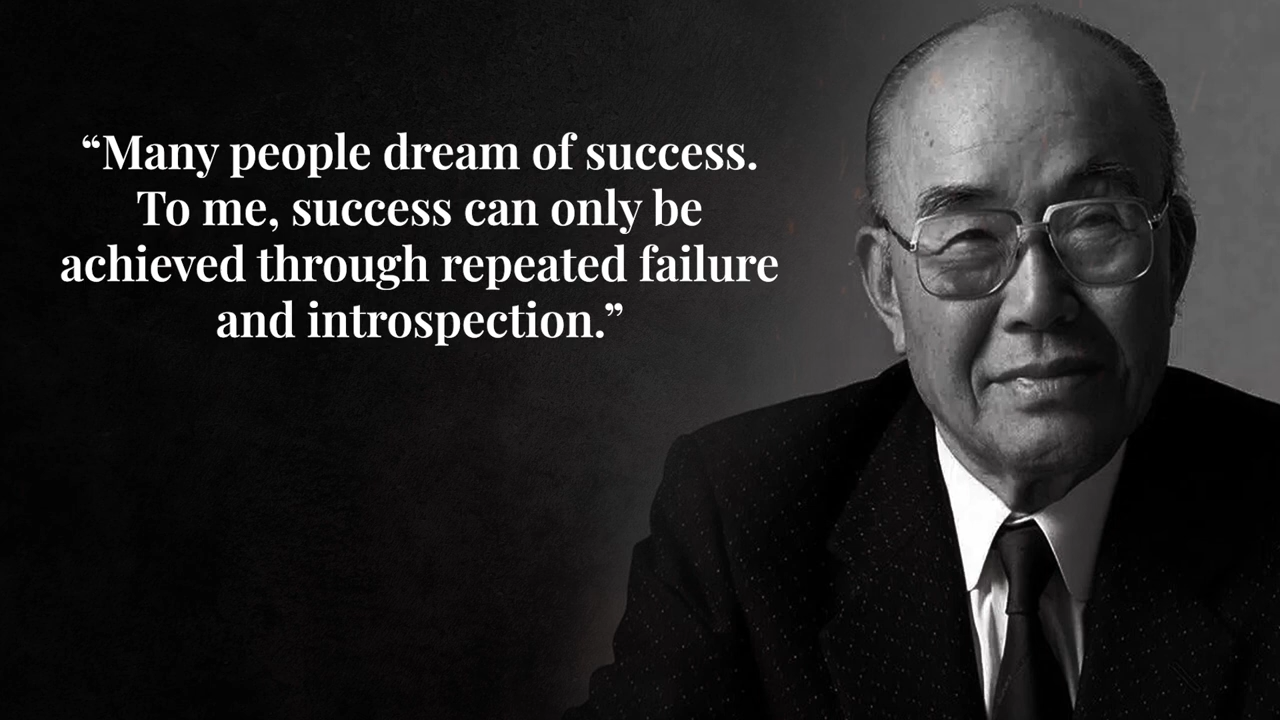 “Many people dream of success.
To me, success can only be
achieved through repeated failure
and introspection.”